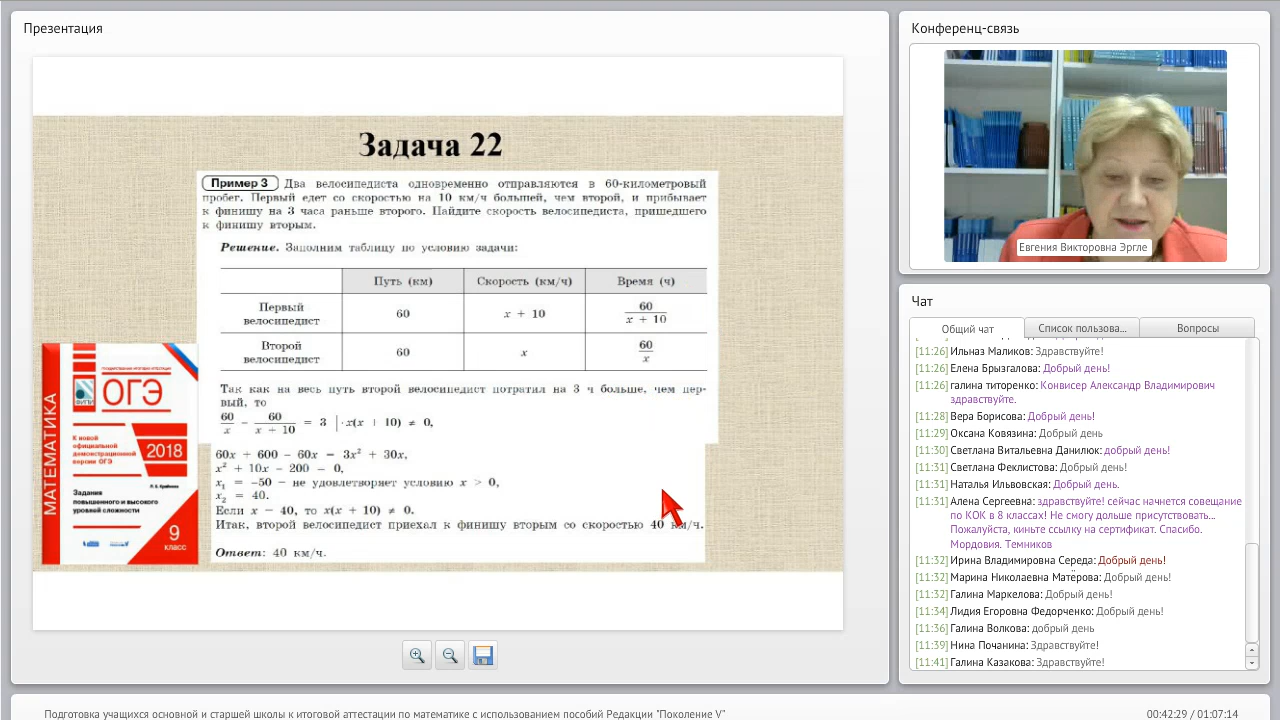 Презентация
Задача 22
Пример 3 Два велосипедиста одновременно отправляются в 60-километровый
пробег. Первый едет со скоростью на 10 км/ч большей, чем второй, и прибывает
к финишу на 3 часа раньше второго. Найдите скорость велосипедиста, пришедшего
к финишу вторым.
Решение. Заполним таблицу по условию задачи:
Путь (км) Скорость (км/ч) Время (ч)
Первый велосипедист 60 x + 10 60/(x + 10)
Второй велосипедист 60 x 60/x
Так как на весь путь второй велосипедист потратил на 3 ч больше, чем пер-
вый, то
60/x − 60/(x + 10) = 3 | · x(x + 10) ≠ 0,
60x + 600 − 60x = 3x² + 30x,
x² + 10x − 200 = 0,
x₁ = −50 − не удовлетворяет условию x > 0,
x₂ = 40.
Если x = 40, то x(x + 10) ≠ 0.
Итак, второй велосипедист приехал к финишу вторым со скоростью 40 км/ч.
Ответ: 40 км/ч.
МАТЕМАТИКА
ОГЭ
ФИПИ
К новой
официальной
демонстрационной
версии ОГЭ
2018
Задания
повышенного и высокого
уровней сложности
9
класс
Конференц-связь
Евгения Викторовна Эргле
Чат
Общий чат Список пользова... Вопросы
[11:26] Ильназ Маликов: Здравствуйте!
[11:26] Елена Брызгалова: Добрый день!
[11:26] галина титоренко: Конвисер Александр Владимирович
здравствуйте.
[11:28] Вера Борисова: Добрый день!
[11:29] Оксана Ковязина: Добрый день
[11:30] Светлана Витальевна Данилюк: добрый день!
[11:31] Светлана Феклистова: Добрый день!
[11:31] Наталья Ильвовская: Добрый день.
[11:31] Алена Сергеевна: здравствуйте! сейчас начнется совещание
по КОК в 8 классах! Не смогу дольше присутствовать...
Пожалуйста, киньте ссылку на сертификат. Спасибо.
Мордовия. Темников
[11:32] Ирина Владимировна Середа: Добрый день!
[11:32] Марина Николаевна Матёрова: Добрый день!
[11:32] Галина Маркелова: Добрый день!
[11:34] Лидия Егоровна Федорченко: Добрый день!
[11:36] Галина Волкова: добрый день
[11:39] Нина Почанина: Здравствуйте!
[11:41] Галина Казакова: Здравствуйте!
Подготовка учащихся основной и старшей школы к итоговой аттестации по математике с использованием пособий Редакции "Поколение V"
00:42:29 / 01:07:14